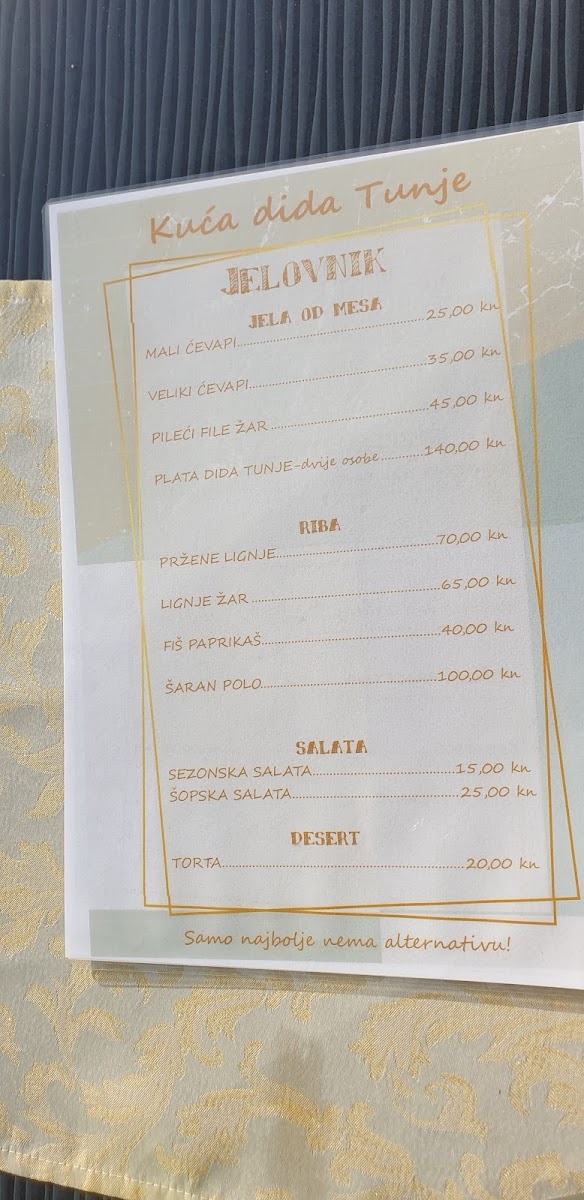 Kuća dida Tunje
JELOVNIK
JELA OD MESA
MALI ĆEVAPI.......................................25,00 kn
VELIKI ĆEVAPI.....................................35,00 kn
PILEĆI FILE ŽAR...................................45,00 kn
PLATA DIDA TUNJE-dvije osobe...........140,00 kn
RIBA
PRŽENE LIGNJE.....................................70,00 kn
LIGNJE ŽAR.........................................65,00 kn
FIŠ PAPRIKAŠ.......................................40,00 kn
ŠARAN POLO.......................................100,00 kn
SALATA
SEZONSKA SALATA................................15,00 kn
ŠOPSKA SALATA.....................................25,00 kn
DESERT
TORTA.....................................................20,00 kn
Samo najbolje nema alternativu!